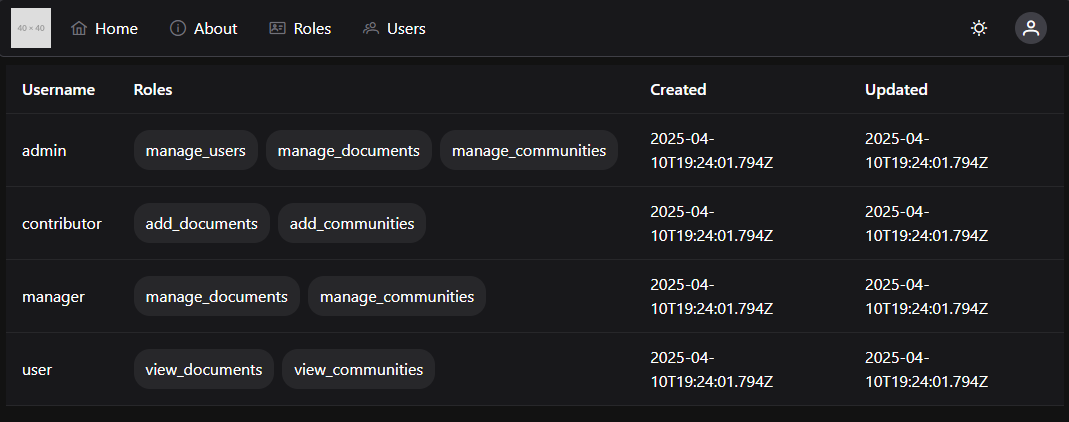 40 × 40 Home About Roles Users
Username Roles Created Updated
admin manage_users manage_documents manage_communities 2025-04- 2025-04-
10T19:24:01.794Z 10T19:24:01.794Z
contributor add_documents add_communities 2025-04- 2025-04-
10T19:24:01.794Z 10T19:24:01.794Z
manager manage_documents manage_communities 2025-04- 2025-04-
10T19:24:01.794Z 10T19:24:01.794Z
user view_documents view_communities 2025-04- 2025-04-
10T19:24:01.794Z 10T19:24:01.794Z